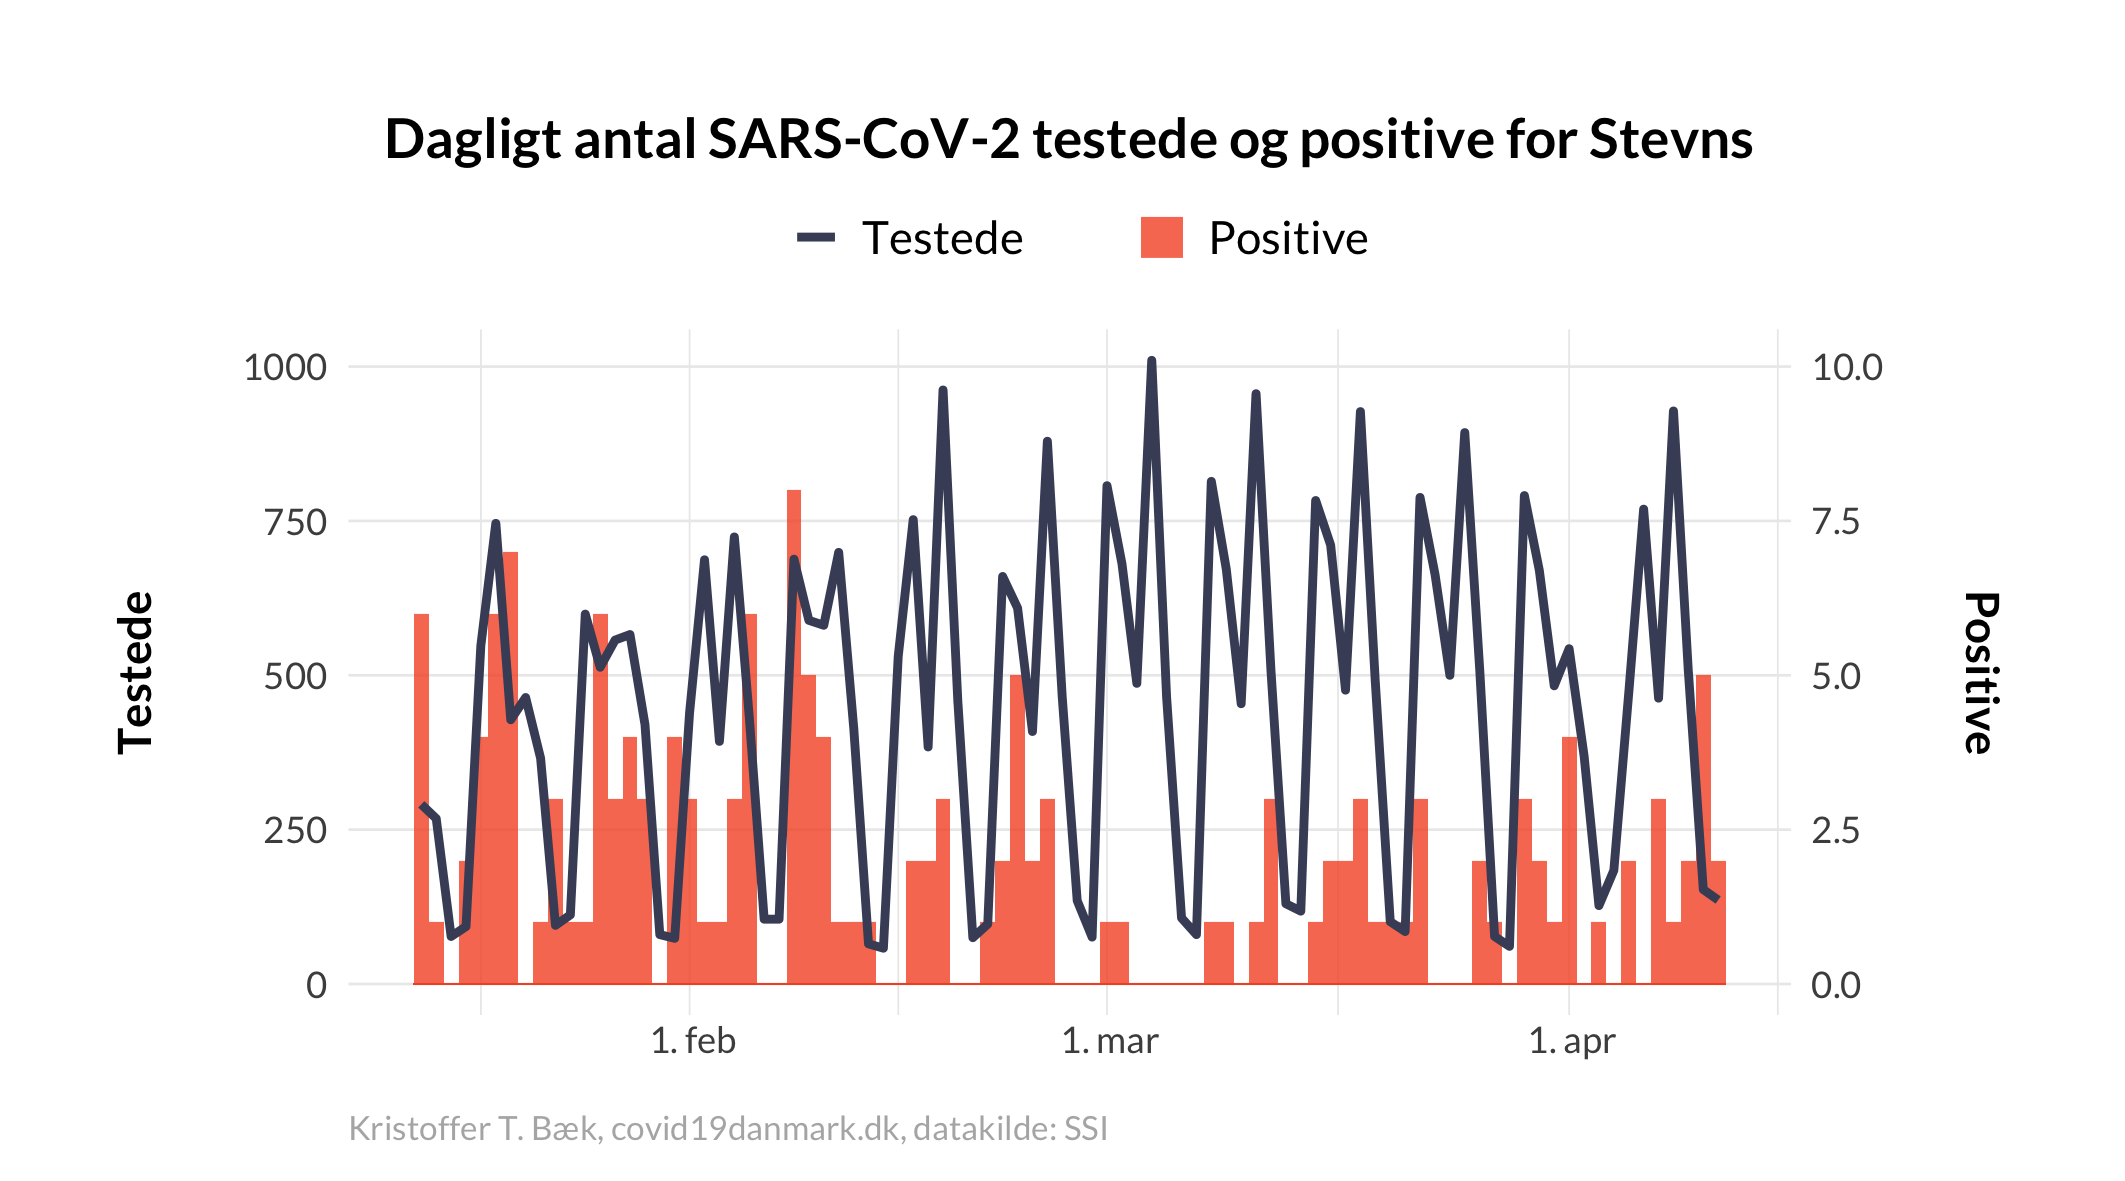 Dagligt antal SARS-CoV-2 testede og positive for Stevns
Testede
Positive
1000
750
500
250
0
Testede
10.0
7.5
5.0
2.5
0.0
Positive
1. feb
1. mar
1. apr
Kristoffer T. Bæk, covid19danmark.dk, datakilde: SSI